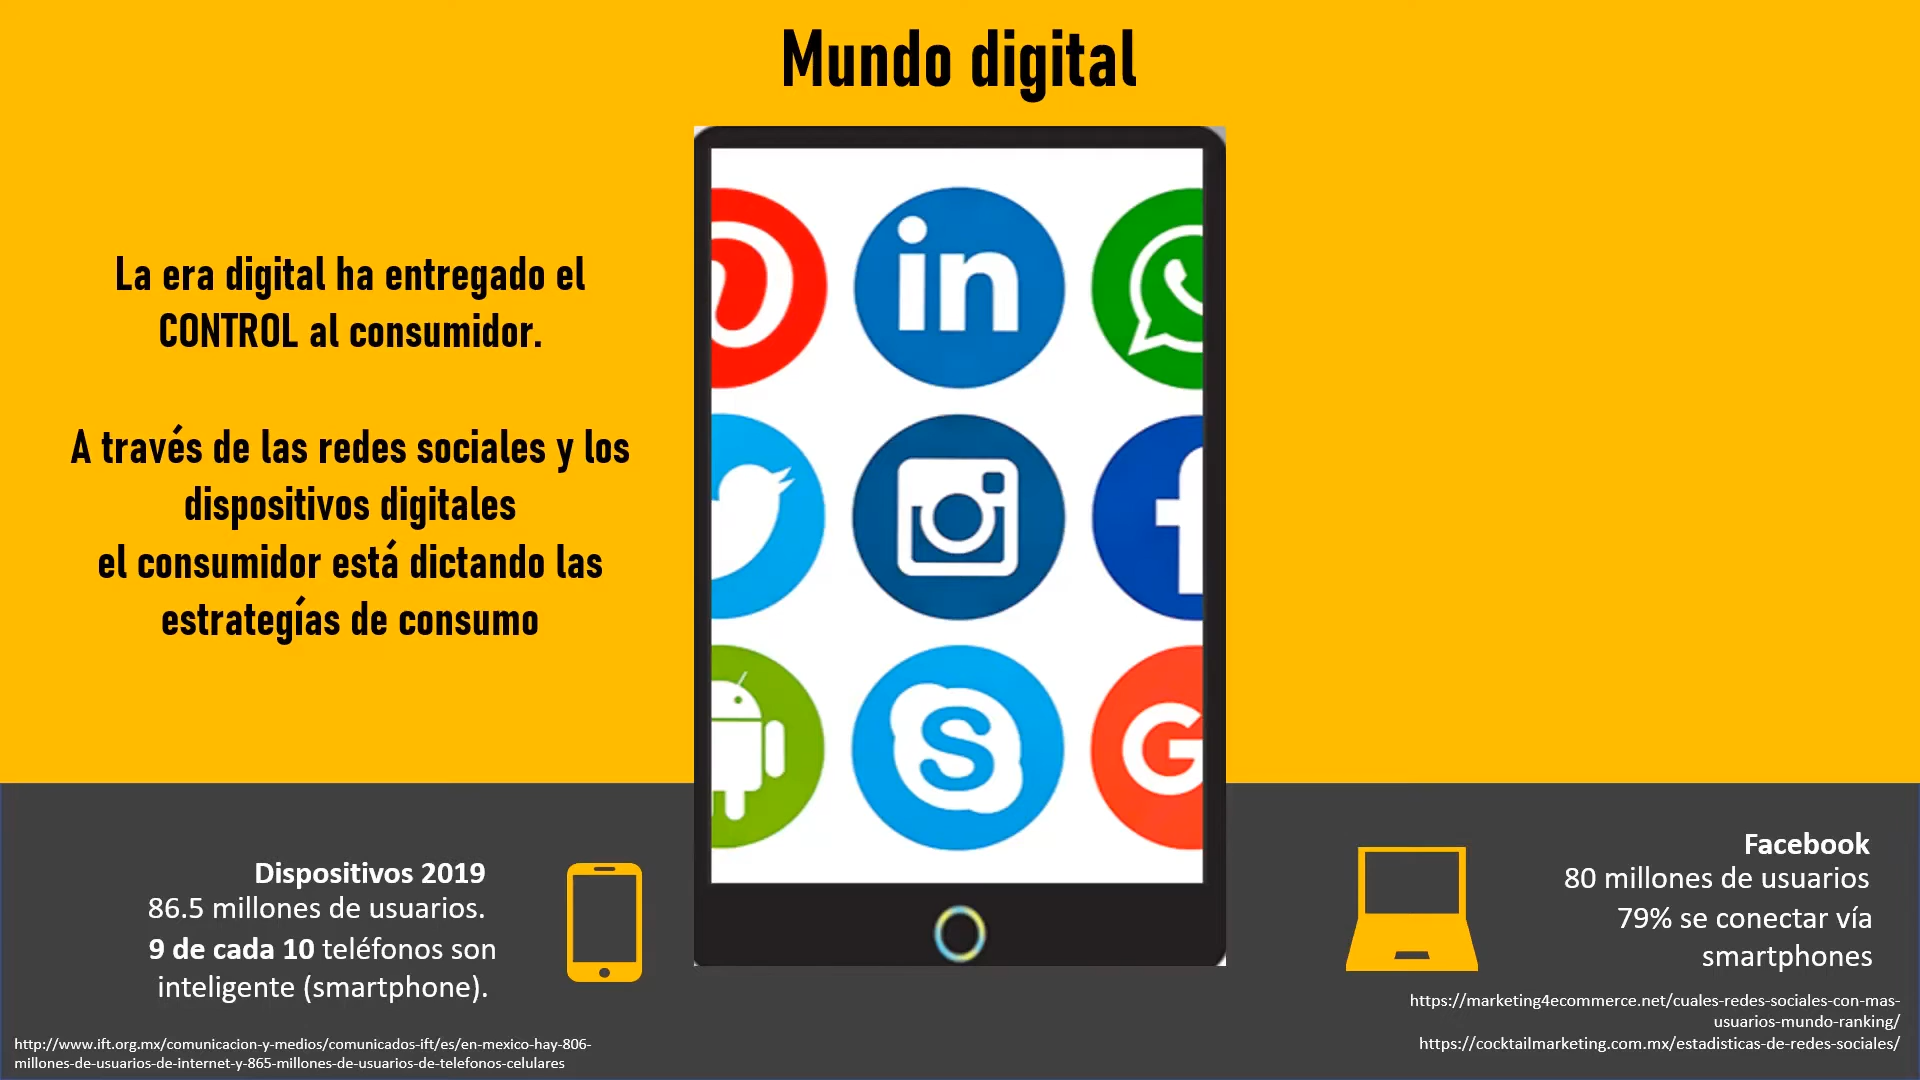 Mundo digital
La era digital ha entregado el
CONTROL al consumidor.
A través de las redes sociales y los
dispositivos digitales
el consumidor está dictando las
estrategías de consumo
in
f
S
G
Dispositivos 2019
86.5 millones de usuarios.
9 de cada 10 teléfonos son
inteligente (smartphone).
http://www.ift.org.mx/comunicacion-y-medios/comunicados-ift/es/en-mexico-hay-806-
millones-de-usuarios-de-internet-y-865-millones-de-usuarios-de-telefonos-celulares
Facebook
80 millones de usuarios
79% se conectar vía
smartphones
https://marketing4ecommerce.net/cuales-redes-sociales-con-mas-
usuarios-mundo-ranking/
https://cocktailmarketing.com.mx/estadisticas-de-redes-sociales/